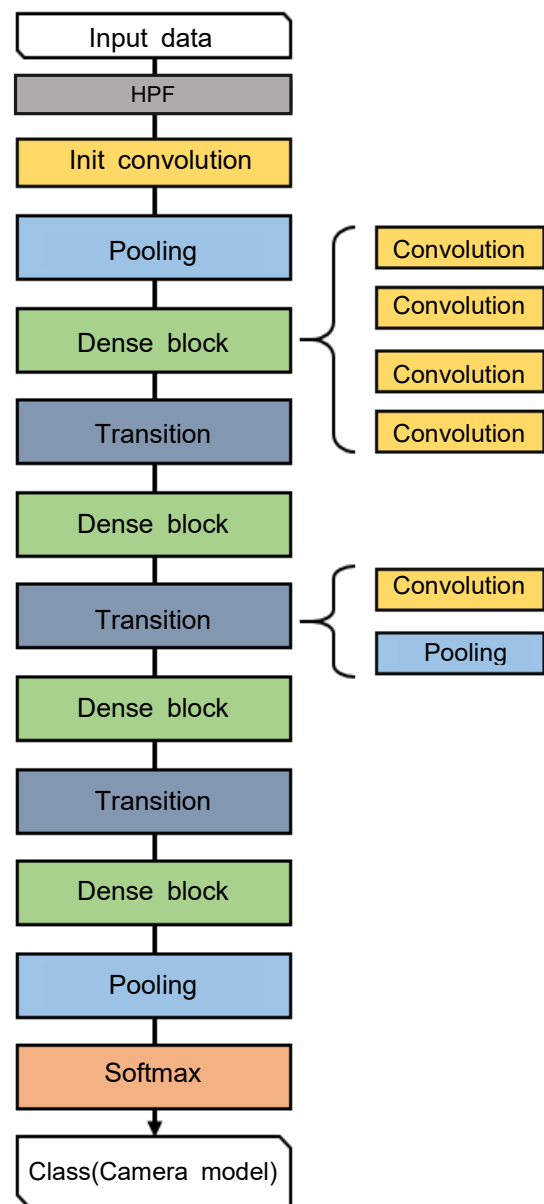 Input data
HPF
Init convolution
Pooling
Dense block
Convolution
Convolution
Convolution
Convolution
Transition
Dense block
Transition
Convolution
Pooling
Dense block
Transition
Dense block
Pooling
Softmax
Class(Camera model)